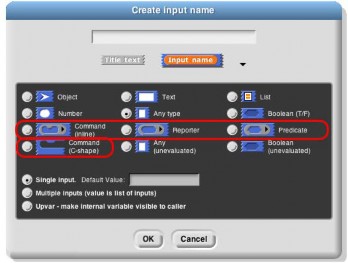 Create input name
Title text Input name
Object Text List
Number Any type Boolean (T/F)
Command (inline) Reporter Predicate
Command (C-shape) Any (unevaluated) Boolean (unevaluated)
Single input. Default Value:
Multiple inputs (value is list of inputs)
Upvar - make internal variable visible to caller
OK Cancel